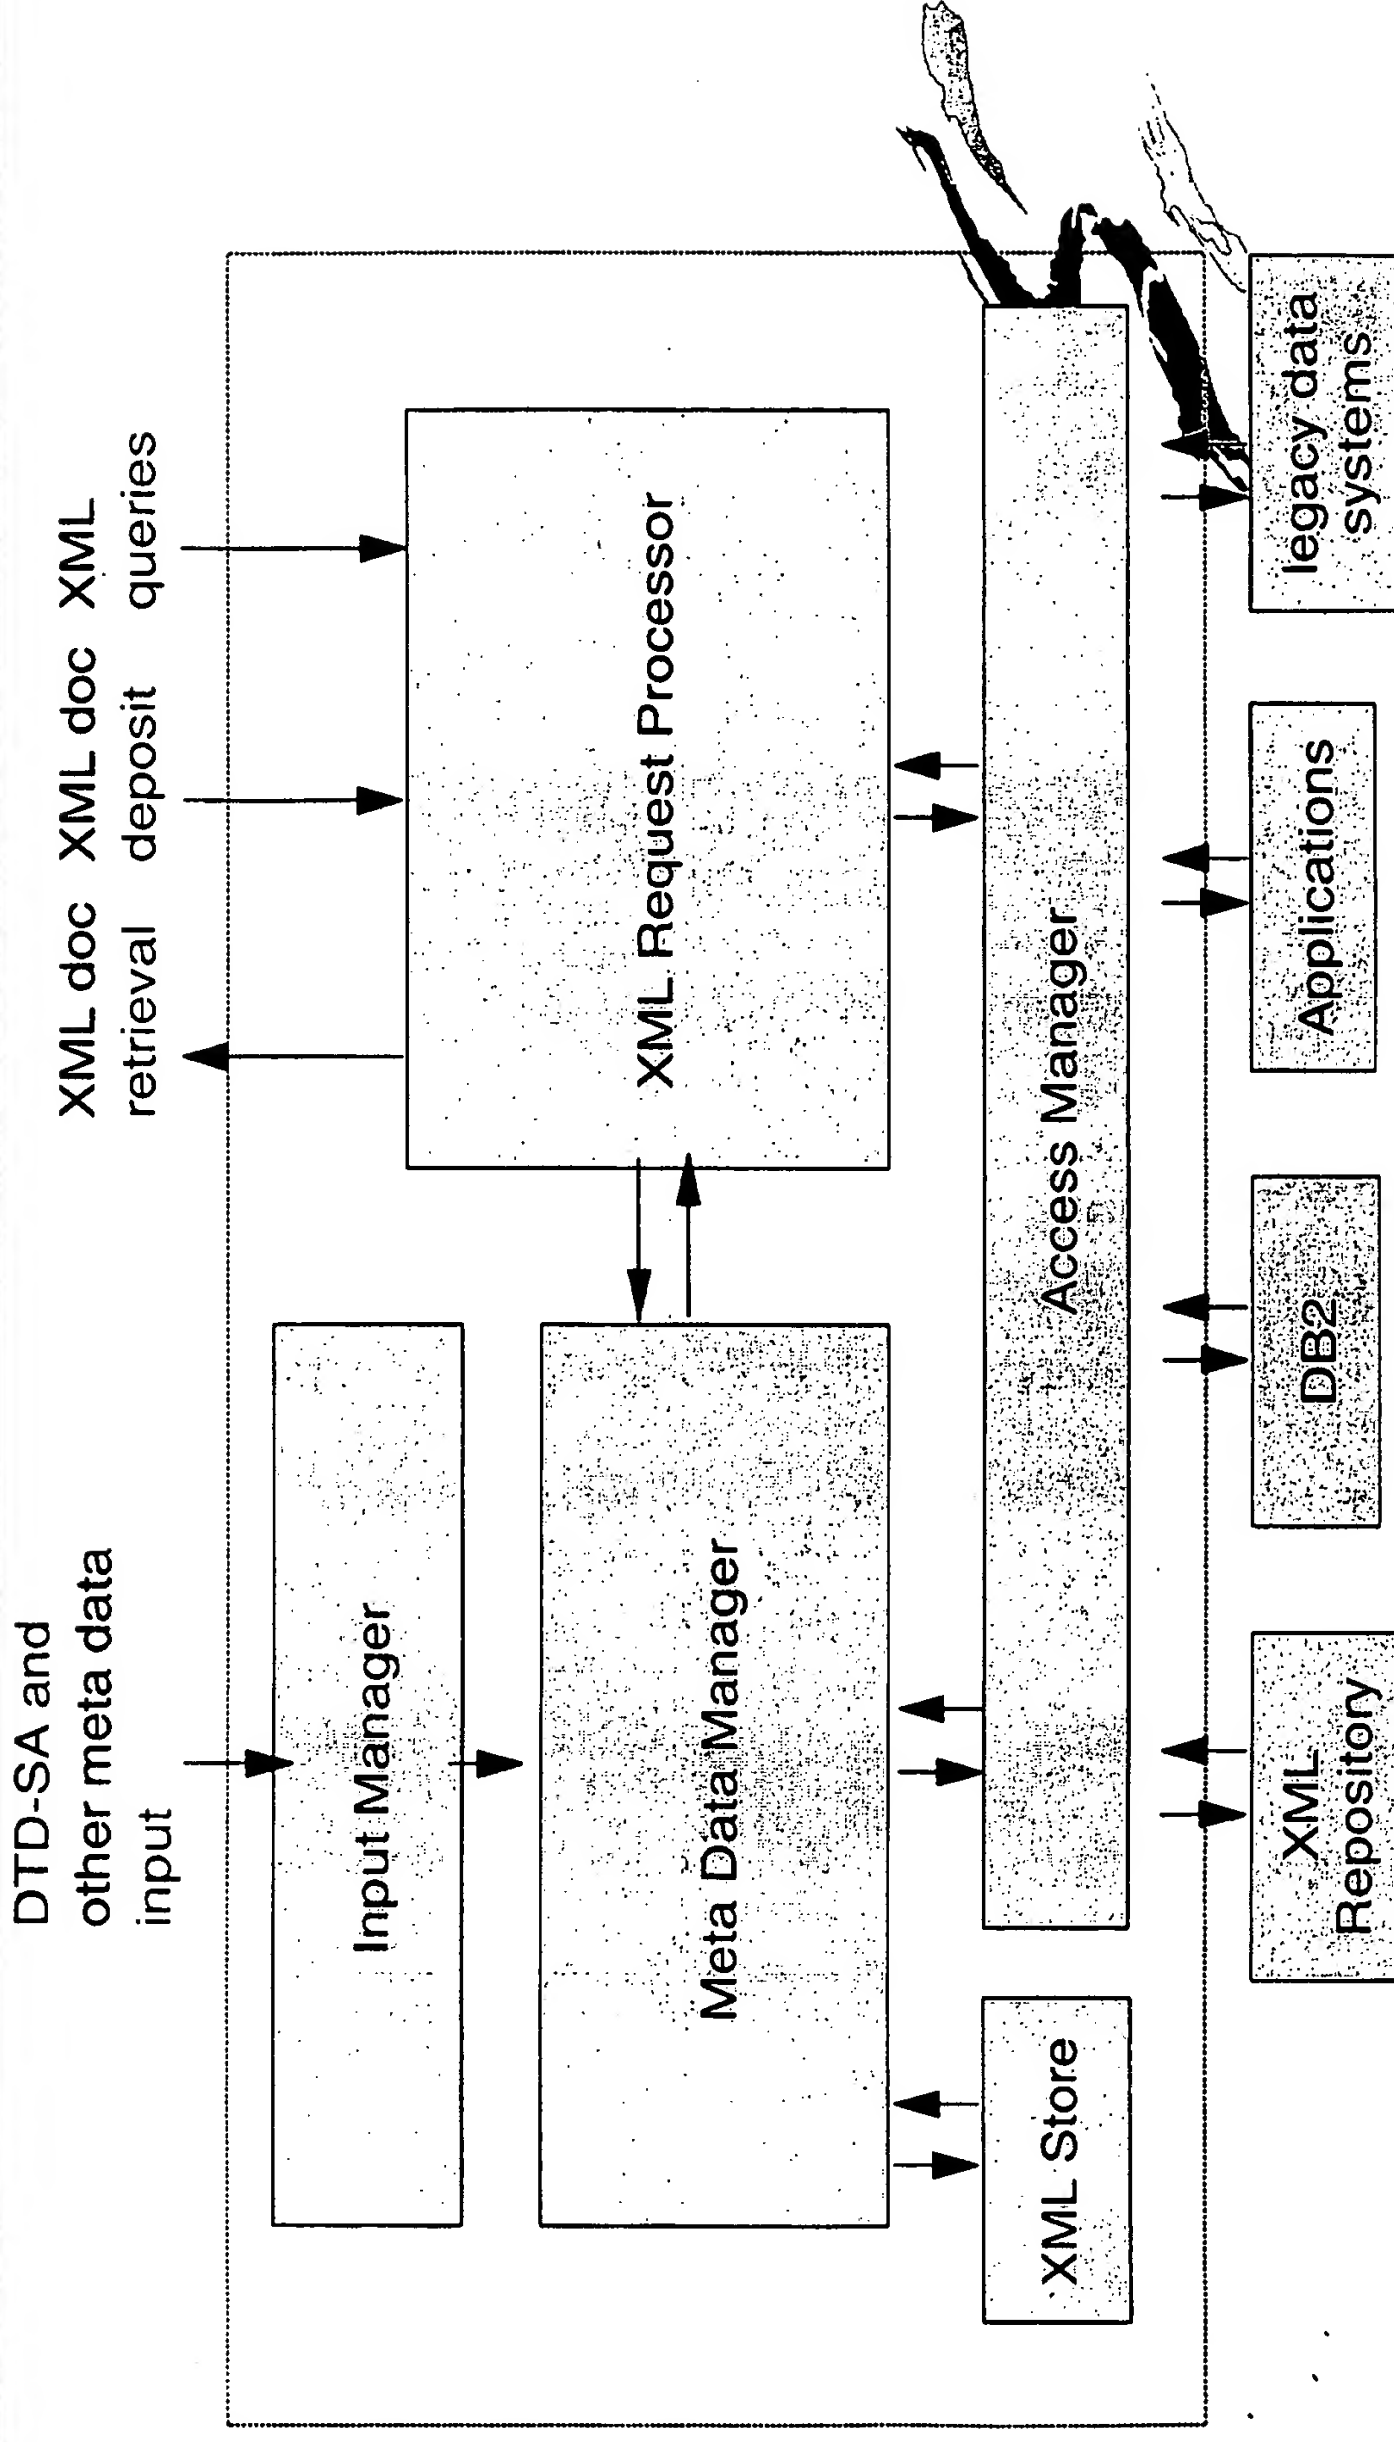 DTD-SA and
other meta data
input
XML doc
retrieval
XML doc
deposit
XML
queries
Input Manager
Meta Data Manager
XML Request Processor
XML Store
Access Manager
XML
Repository
DB2
Applications
legacy data
systems